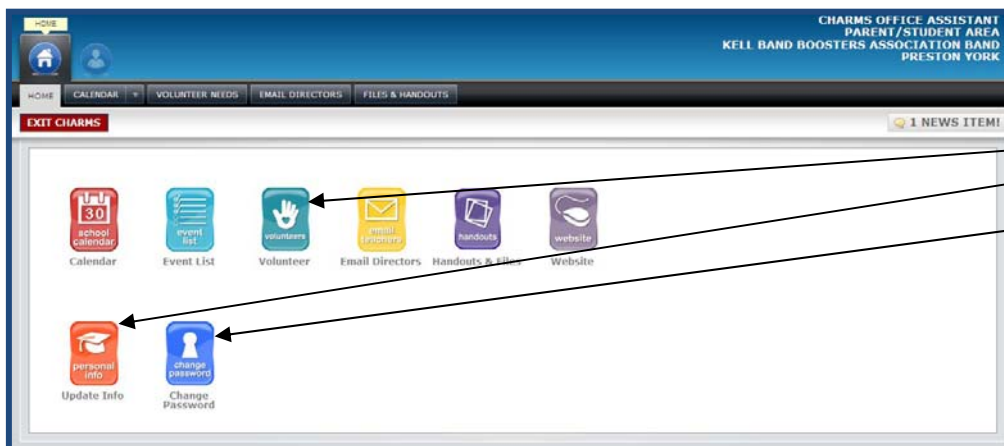 HOME
CHARMS OFFICE ASSISTANT
PARENT/STUDENT AREA
KELL BAND BOOSTERS ASSOCIATION BAND
PRESTON YORK
HOME CALENDAR VOLUNTEER NEEDS EMAIL DIRECTORS FILES & HANDOUTS
EXIT CHARMS
1 NEWS ITEM!
30
school calendar
Calendar
event list
Event List
volunteers
Volunteer
email teachers
Email Directors
handouts
Handouts & Files
website
Website
personal info
Update Info
change password
Change
Password